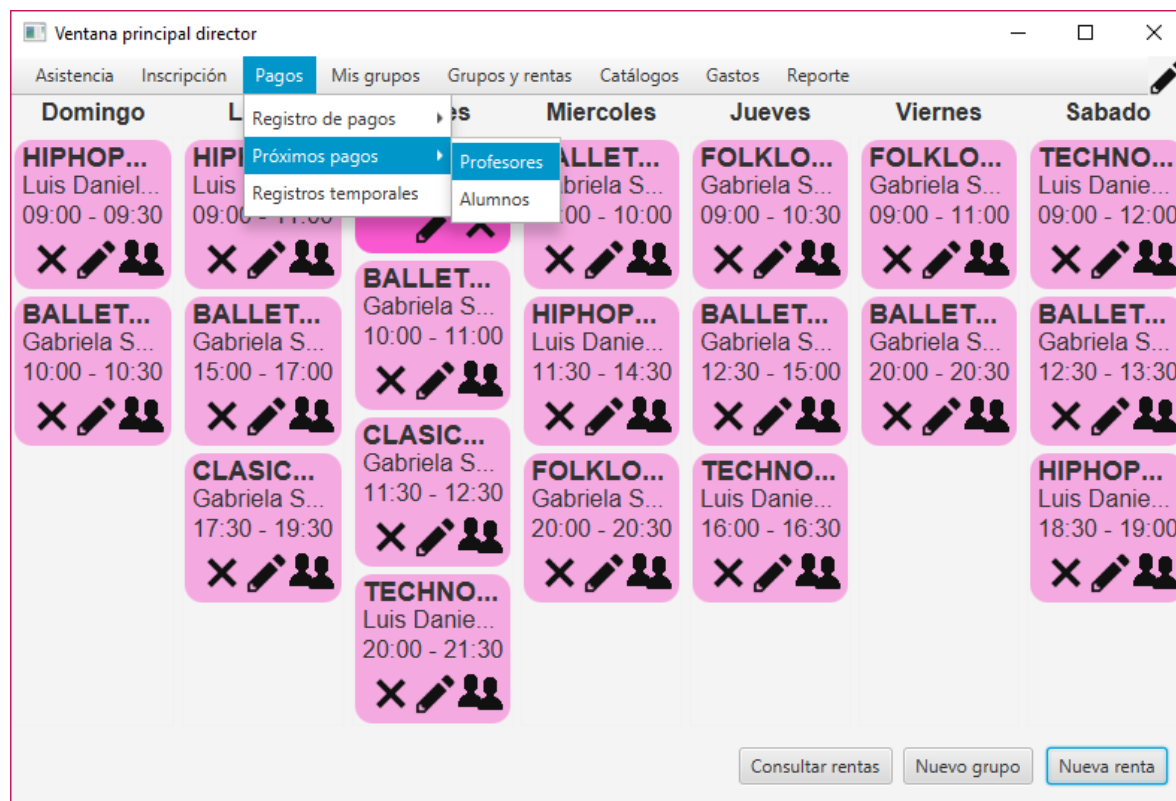 Ventana principal director
Asistencia Inscripción Pagos Mis grupos Grupos y rentas Catálogos Gastos Reporte
Registro de pagos
Próximos pagos
Registros temporales
Profesores
Alumnos
Domingo
HIPHOP...
Luis Daniel...
09:00 - 09:30
BALLET...
Gabriela S...
10:00 - 10:30
Luis
09:00 - 11:00
BALLET...
Gabriela S...
15:00 - 17:00
CLASIC...
Gabriela S...
17:30 - 19:30
BALLET...
Gabriela S...
10:00 - 11:00
CLASIC...
Gabriela S...
11:30 - 12:30
TECHNO...
Luis Danie...
20:00 - 21:30
Miercoles
- 10:00
HIPHOP...
Luis Danie...
11:30 - 14:30
FOLKLO...
Gabriela S...
20:00 - 20:30
Jueves
FOLKLO...
Gabriela S...
09:00 - 10:30
BALLET...
Gabriela S...
12:30 - 15:00
TECHNO...
Luis Danie...
16:00 - 16:30
Viernes
FOLKLO...
Gabriela S...
09:00 - 11:00
BALLET...
Gabriela S...
20:00 - 20:30
Sabado
TECHNO...
Luis Danie...
09:00 - 12:00
BALLET...
Gabriela S...
12:30 - 13:30
HIPHOP...
Luis Danie...
18:30 - 19:00
Consultar rentas Nuevo grupo Nueva renta